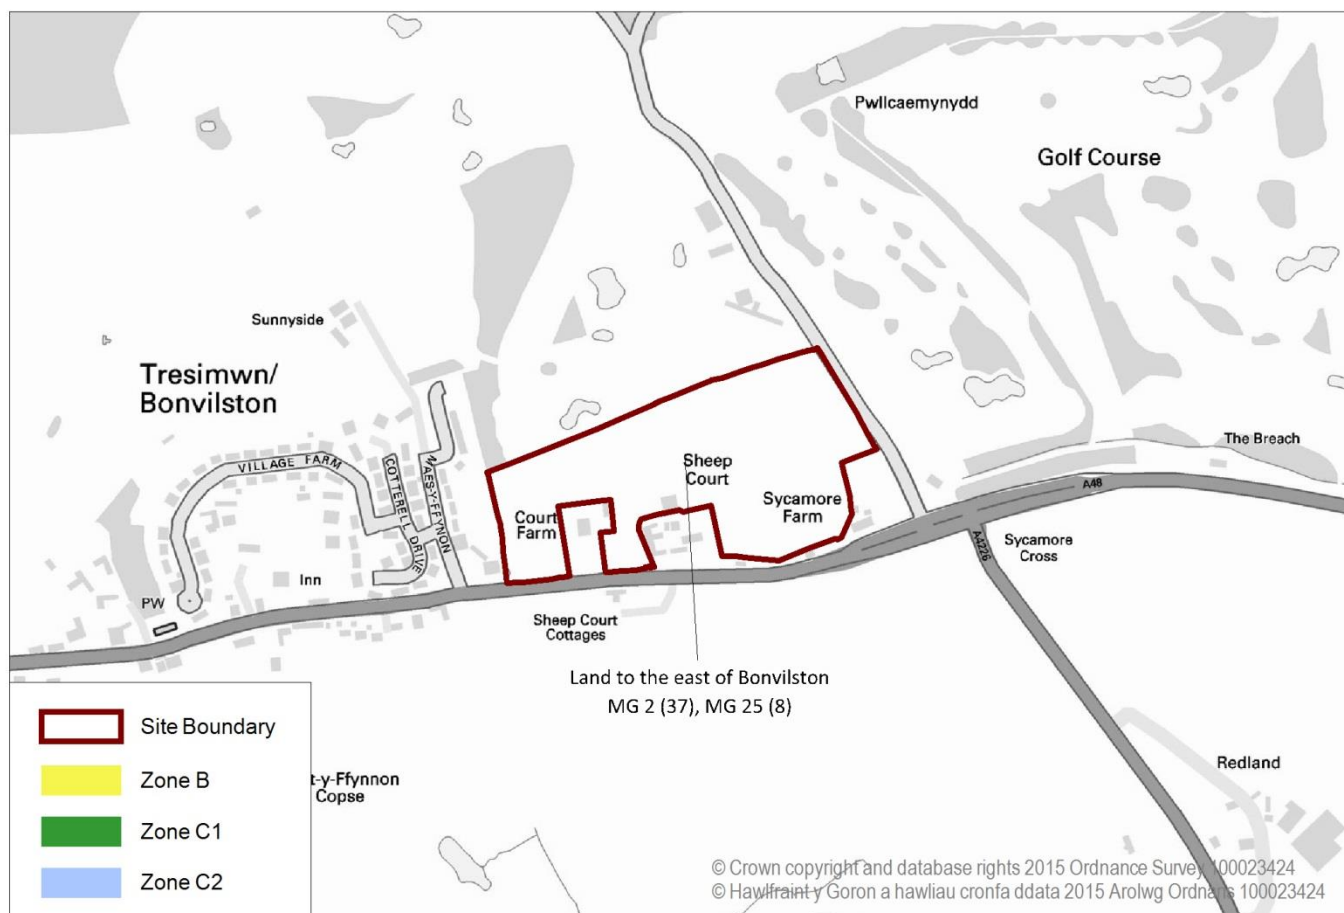 Pwllcaemynydd
Golf Course
Sunnyside
Tresimwn/
Bonvilston
VILLAGE FARM
COTTERELL DRIVE
MAES-Y-FFYNON
Inn
PW
Court
Farm
Sheep
Court
Sycamore
Farm
The Breach
A48
A4226
Sycamore
Cross
Sheep Court
Cottages
Land to the east of Bonvilston
MG 2 (37), MG 25 (8)
Redland
Site Boundary
Zone B
Zone C1
Zone C2
t-y-Ffynnon
Copse
© Crown copyright and database rights 2015 Ordnance Survey 100023424
© Hawlfraint y Goron a hawliau cronfa ddata 2015 Arolwg Ordnans 100023424